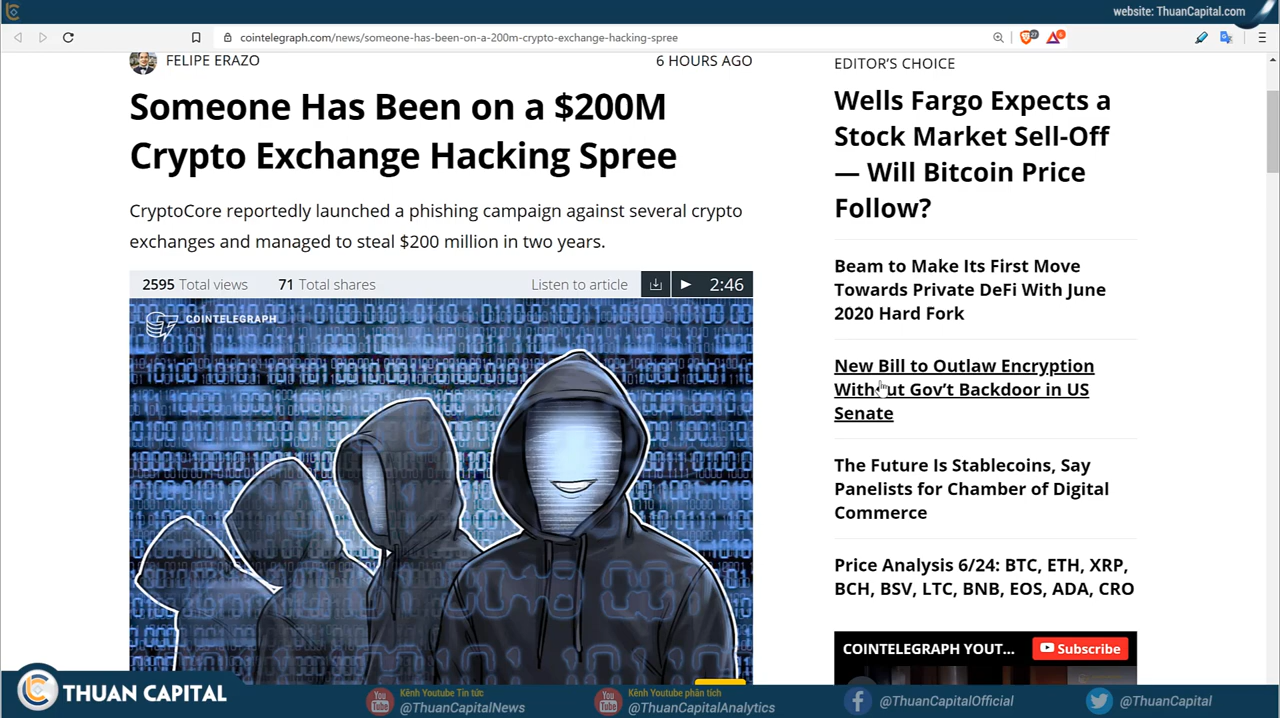 website: ThuanCapital.com
cointelegraph.com/news/someone-has-been-on-a-200m-crypto-exchange-hacking-spree
FELIPE ERAZO
6 HOURS AGO
Someone Has Been on a $200M
Crypto Exchange Hacking Spree
CryptoCore reportedly launched a phishing campaign against several crypto
exchanges and managed to steal $200 million in two years.
2595 Total views
71 Total shares
Listen to article
2:46
COINTELEGRAPH
EDITOR'S CHOICE
Wells Fargo Expects a
Stock Market Sell-Off
— Will Bitcoin Price
Follow?
Beam to Make Its First Move
Towards Private DeFi With June
2020 Hard Fork
New Bill to Outlaw Encryption
Without Gov't Backdoor in US
Senate
The Future Is Stablecoins, Say
Panelists for Chamber of Digital
Commerce
Price Analysis 6/24: BTC, ETH, XRP,
BCH, BSV, LTC, BNB, EOS, ADA, CRO
COINTELEGRAPH YOUT...
Subscribe
THUAN CAPITAL
You Tube
Kênh Youtube Tin tức
@ThuanCapitalNews
You Tube
Kênh Youtube phân tích
@ThuanCapitalAnalytics
@ThuanCapitalOfficial
@ThuanCapital